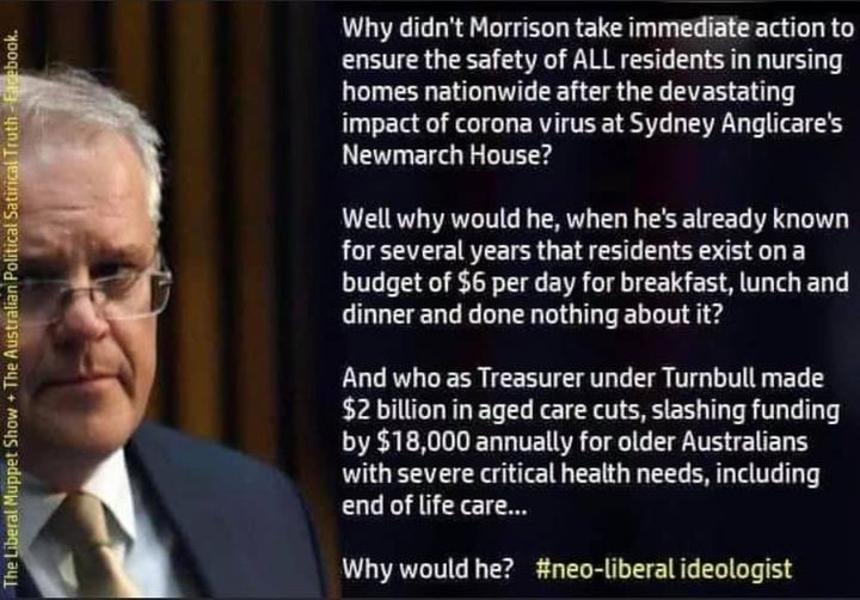 Why didn't Morrison take immediate action to
ensure the safety of ALL residents in nursing
homes nationwide after the devastating
impact of corona virus at Sydney Anglicare's
Newmarch House?
Well why would he, when he's already known
for several years that residents exist on a
budget of $6 per day for breakfast, lunch and
dinner and done nothing about it?
And who as Treasurer under Turnbull made
$2 billion in aged care cuts, slashing funding
by $18,000 annually for older Australians
with severe critical health needs, including
end of life care...
Why would he? #neo-liberal ideologist
The Liberal Muppet Show + The Australian Political Satirical Truth - Facebook.